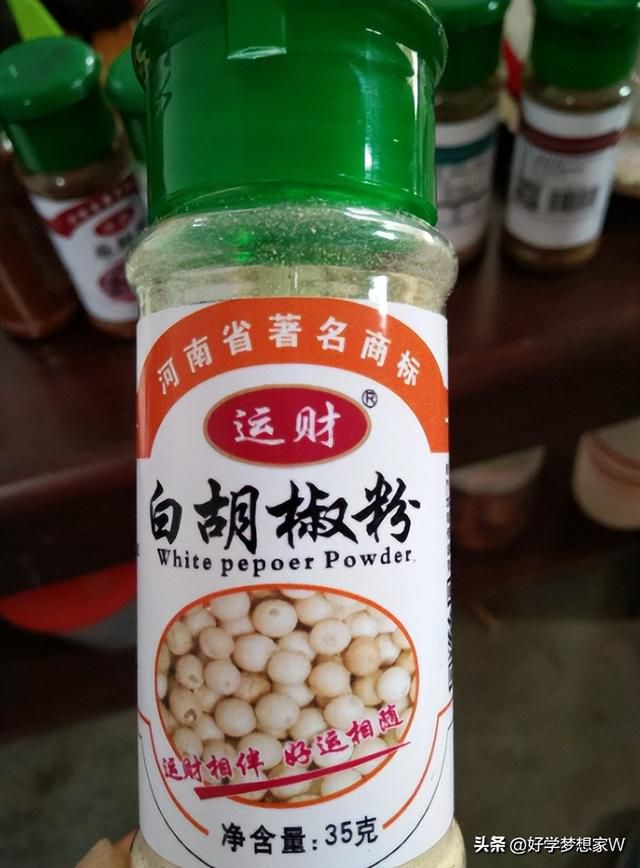 河南省著名商标
运财®
白胡椒粉
White pepoer Powder
运财相伴 好运相随
净含量:35克
头条 @好学梦想家W